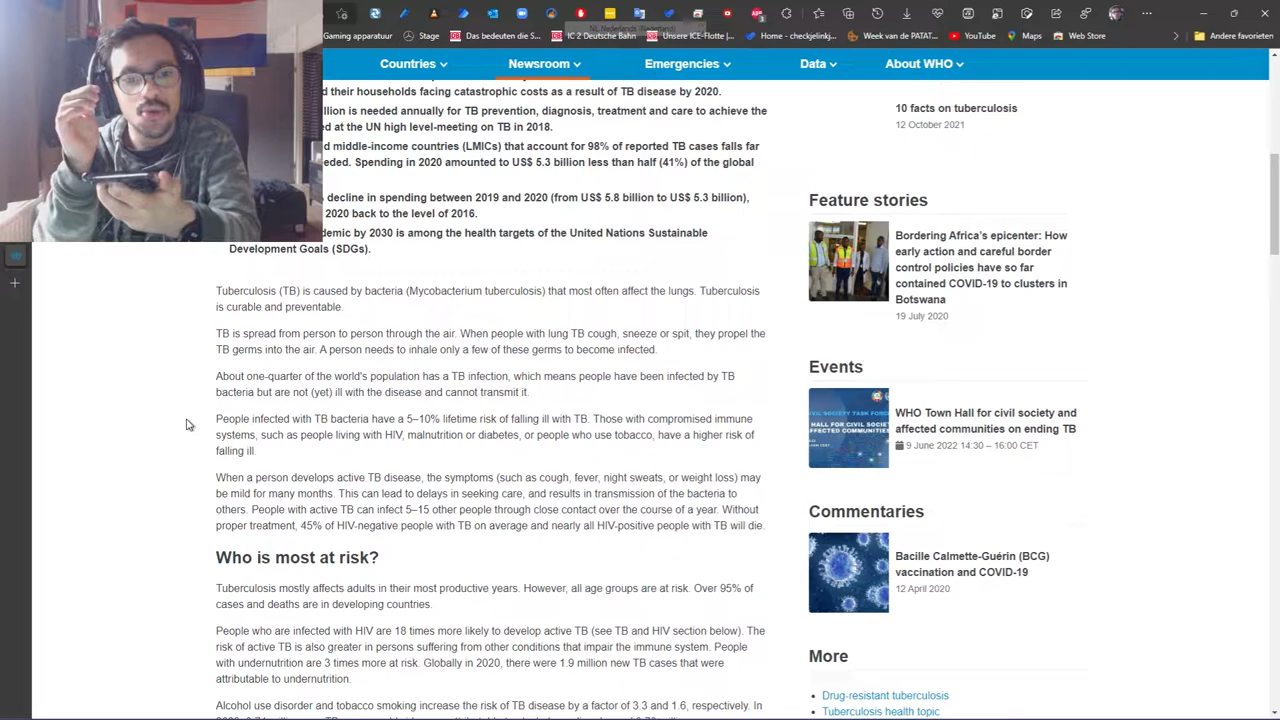 NL Nederlands (Nederland)
Gaming apparatuur
Stage
Das bedeuten die S...
IC 2 Deutsche Bahn
Unsere ICE-Flotte |...
Home - checkjelinkj...
Week van de PATAT...
YouTube
Maps
Web Store
Andere favorieten
Countries
Newsroom
Emergencies
Data
About WHO
d their households facing catastrophic costs as a result of TB disease by 2020.
llion is needed annually for TB prevention, diagnosis, treatment and care to achieve the
ed at the UN high level-meeting on TB in 2018.
d middle-income countries (LMICs) that account for 98% of reported TB cases falls far
eeded. Spending in 2020 amounted to US$ 5.3 billion less than half (41%) of the global
decline in spending between 2019 and 2020 (from US$ 5.8 billion to US$ 5.3 billion),
2020 back to the level of 2016.
demic by 2030 is among the health targets of the United Nations Sustainable
Development Goals (SDGs).
Tuberculosis (TB) is caused by bacteria (Mycobacterium tuberculosis) that most often affect the lungs. Tuberculosis
is curable and preventable.
TB is spread from person to person through the air. When people with lung TB cough, sneeze or spit, they propel the
TB germs into the air. A person needs to inhale only a few of these germs to become infected.
About one-quarter of the world's population has a TB infection, which means people have been infected by TB
bacteria but are not (yet) ill with the disease and cannot transmit it.
People infected with TB bacteria have a 5–10% lifetime risk of falling ill with TB. Those with compromised immune
systems, such as people living with HIV, malnutrition or diabetes, or people who use tobacco, have a higher risk of
falling ill.
When a person develops active TB disease, the symptoms (such as cough, fever, night sweats, or weight loss) may
be mild for many months. This can lead to delays in seeking care, and results in transmission of the bacteria to
others. People with active TB can infect 5–15 other people through close contact over the course of a year. Without
proper treatment, 45% of HIV-negative people with TB on average and nearly all HIV-positive people with TB will die.
Who is most at risk?
Tuberculosis mostly affects adults in their most productive years. However, all age groups are at risk. Over 95% of
cases and deaths are in developing countries.
People who are infected with HIV are 18 times more likely to develop active TB (see TB and HIV section below). The
risk of active TB is also greater in persons suffering from other conditions that impair the immune system. People
with undernutrition are 3 times more at risk. Globally in 2020, there were 1.9 million new TB cases that were
attributable to undernutrition.
Alcohol use disorder and tobacco smoking increase the risk of TB disease by a factor of 3.3 and 1.6, respectively. In
10 facts on tuberculosis
12 October 2021
Feature stories
Bordering Africa's epicenter: How
early action and careful border
control policies have so far
contained COVID-19 to clusters in
Botswana
19 July 2020
Events
WHO Town Hall for civil society and
affected communities on ending TB
9 June 2022 14:30 – 16:00 CET
Commentaries
Bacille Calmette-Guérin (BCG)
vaccination and COVID-19
12 April 2020
More
Drug-resistant tuberculosis
Tuberculosis health topic